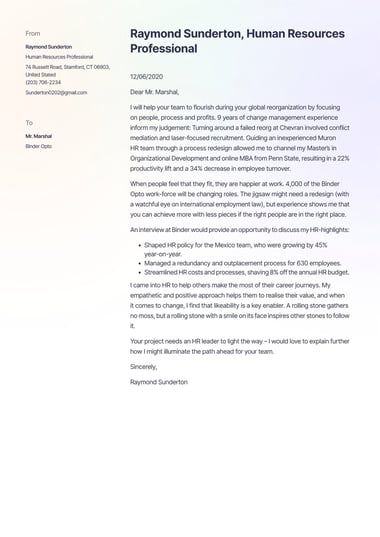 From
Raymond Sunderton
Human Resources Professional
74 Russett Road, Stamford, CT 06903,
United Stated
(203) 706-2234
Sunderton0202@gmail.com
To
Mr. Marshal
Binder Opto
Raymond Sunderton, Human Resources
Professional
12/06/2020
Dear Mr. Marshal,
I will help your team to flourish during your global reorganization by focusing
on people, process and profits. 9 years of change management experience
inform my judgement: Turning around a failed reorg at Chevran involved conflict
mediation and laser-focused recruitment. Guiding an inexperienced Muron
HR team through a process redesign allowed me to channel my Master's in
Organizational Development and online MBA from Penn State, resulting in a 22%
productivity lift and a 34% decrease in employee turnover.
When people feel that they fit, they are happier at work. 4,000 of the Binder
Opto work-force will be changing roles. The jigsaw might need a redesign (with
a watchful eye on international employment law), but experience shows me that
you can achieve more with less pieces if the right people are in the right place.
An interview at Binder would provide an opportunity to discuss my HR-highlights:
• Shaped HR policy for the Mexico team, who were growing by 45%
year-on-year.
• Managed a redundancy and outplacement process for 630 employees.
• Streamlined HR costs and processes, shaving 8% off the annual HR budget.
I came into HR to help others make the most of their career journeys. My
empathetic and positive approach helps them to realise their value, and when
it comes to change, I find that likeability is a key enabler. A rolling stone gathers
no moss, but a rolling stone with a smile on its face inspires other stones to follow
it.
Your project needs an HR leader to light the way – I would love to explain further
how I might illuminate the path ahead for your team.
Sincerely,
Raymond Sunderton